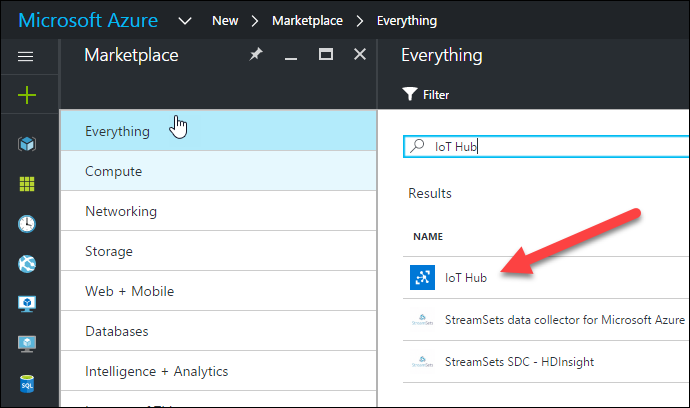 Microsoft Azure New Marketplace Everything
Marketplace
Everything
Compute
Networking
Storage
Web + Mobile
Databases
Intelligence + Analytics
Everything
Filter
IoT Hub
Results
NAME
IoT Hub
StreamSets data collector for Microsoft Azure
StreamSets SDC - HDInsight
SQL